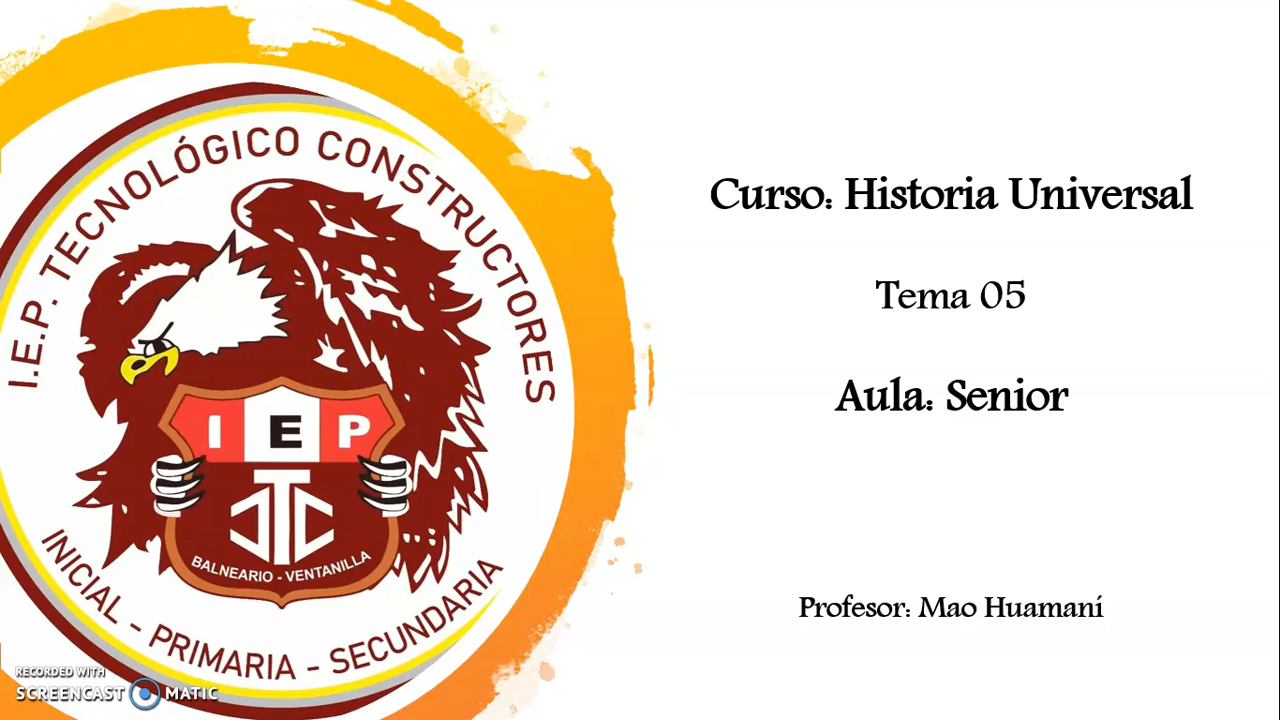 I.E.P. TECNOLÓGICO CONSTRUCTORES
I E P
JTC
BALNEARIO - VENTANILLA
INICIAL - PRIMARIA - SECUNDARIA
Curso: Historia Universal
Tema 05
Aula: Senior
Profesor: Mao Huamaní
RECORDED WITH
SCREENCAST MATIC